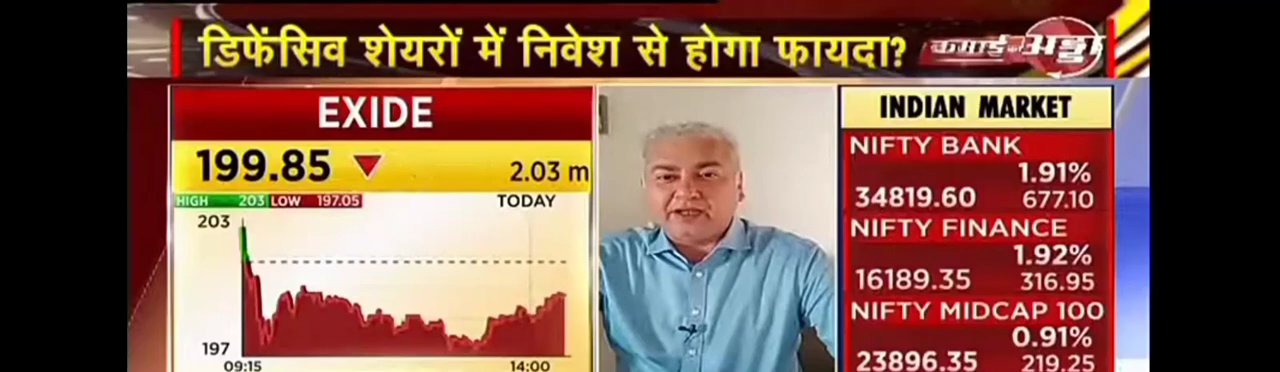 डिफेंसिव शेयरों में निवेश से होगा फायदा?
कमाई का अड्डा
EXIDE
199.85
2.03 m
HIGH 203 LOW 197.05
TODAY
203
197
09:15
14:00
INDIAN MARKET
NIFTY BANK
1.91%
34819.60 677.10
NIFTY FINANCE
1.92%
16189.35 316.95
NIFTY MIDCAP 100
0.91%
23896.35 219.25